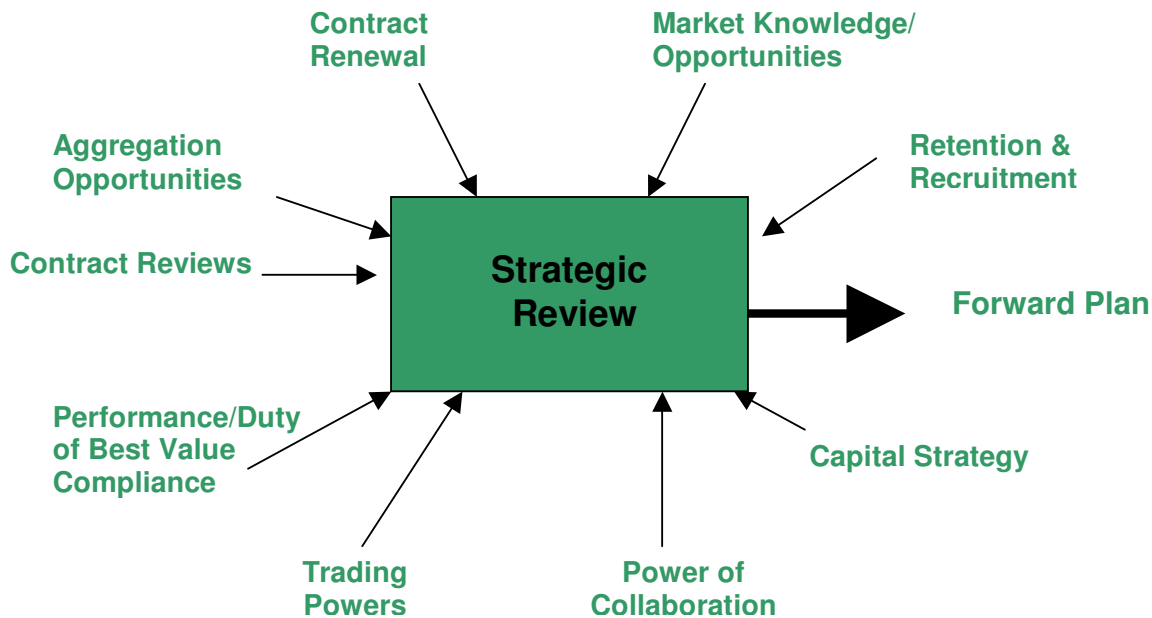 Contract
Renewal
Market Knowledge/
Opportunities
Aggregation
Opportunities
Retention &
Recruitment
Contract Reviews
Strategic
Review
Forward Plan
Performance/Duty
of Best Value
Compliance
Capital Strategy
Trading
Powers
Power of
Collaboration